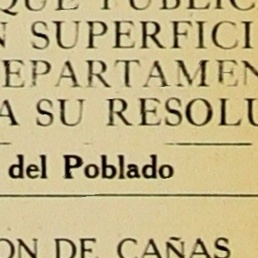 QUE PUBLIC
N SUPERFICI
EPARTAMEN
A SU RESOLU
del Poblado
ON DE CAÑAS